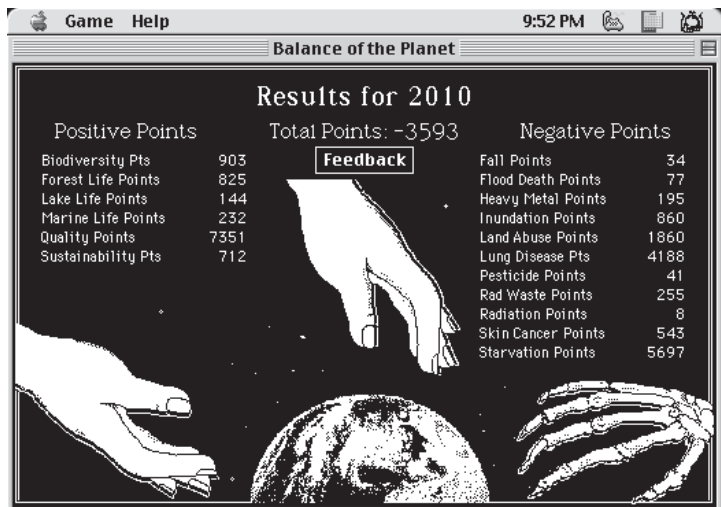 Game Help 9:52 PM
Balance of the Planet
Results for 2010
Positive Points
Total Points: -3593
Negative Points
Feedback
Biodiversity Pts 903
Forest Life Points 825
Lake Life Points 144
Marine Life Points 232
Quality Points 7351
Sustainability Pts 712
Fall Points 34
Flood Death Points 77
Heavy Metal Points 195
Inundation Points 860
Land Abuse Points 1860
Lung Disease Pts 4188
Pesticide Points 41
Rad Waste Points 255
Radiation Points 8
Skin Cancer Points 543
Starvation Points 5697